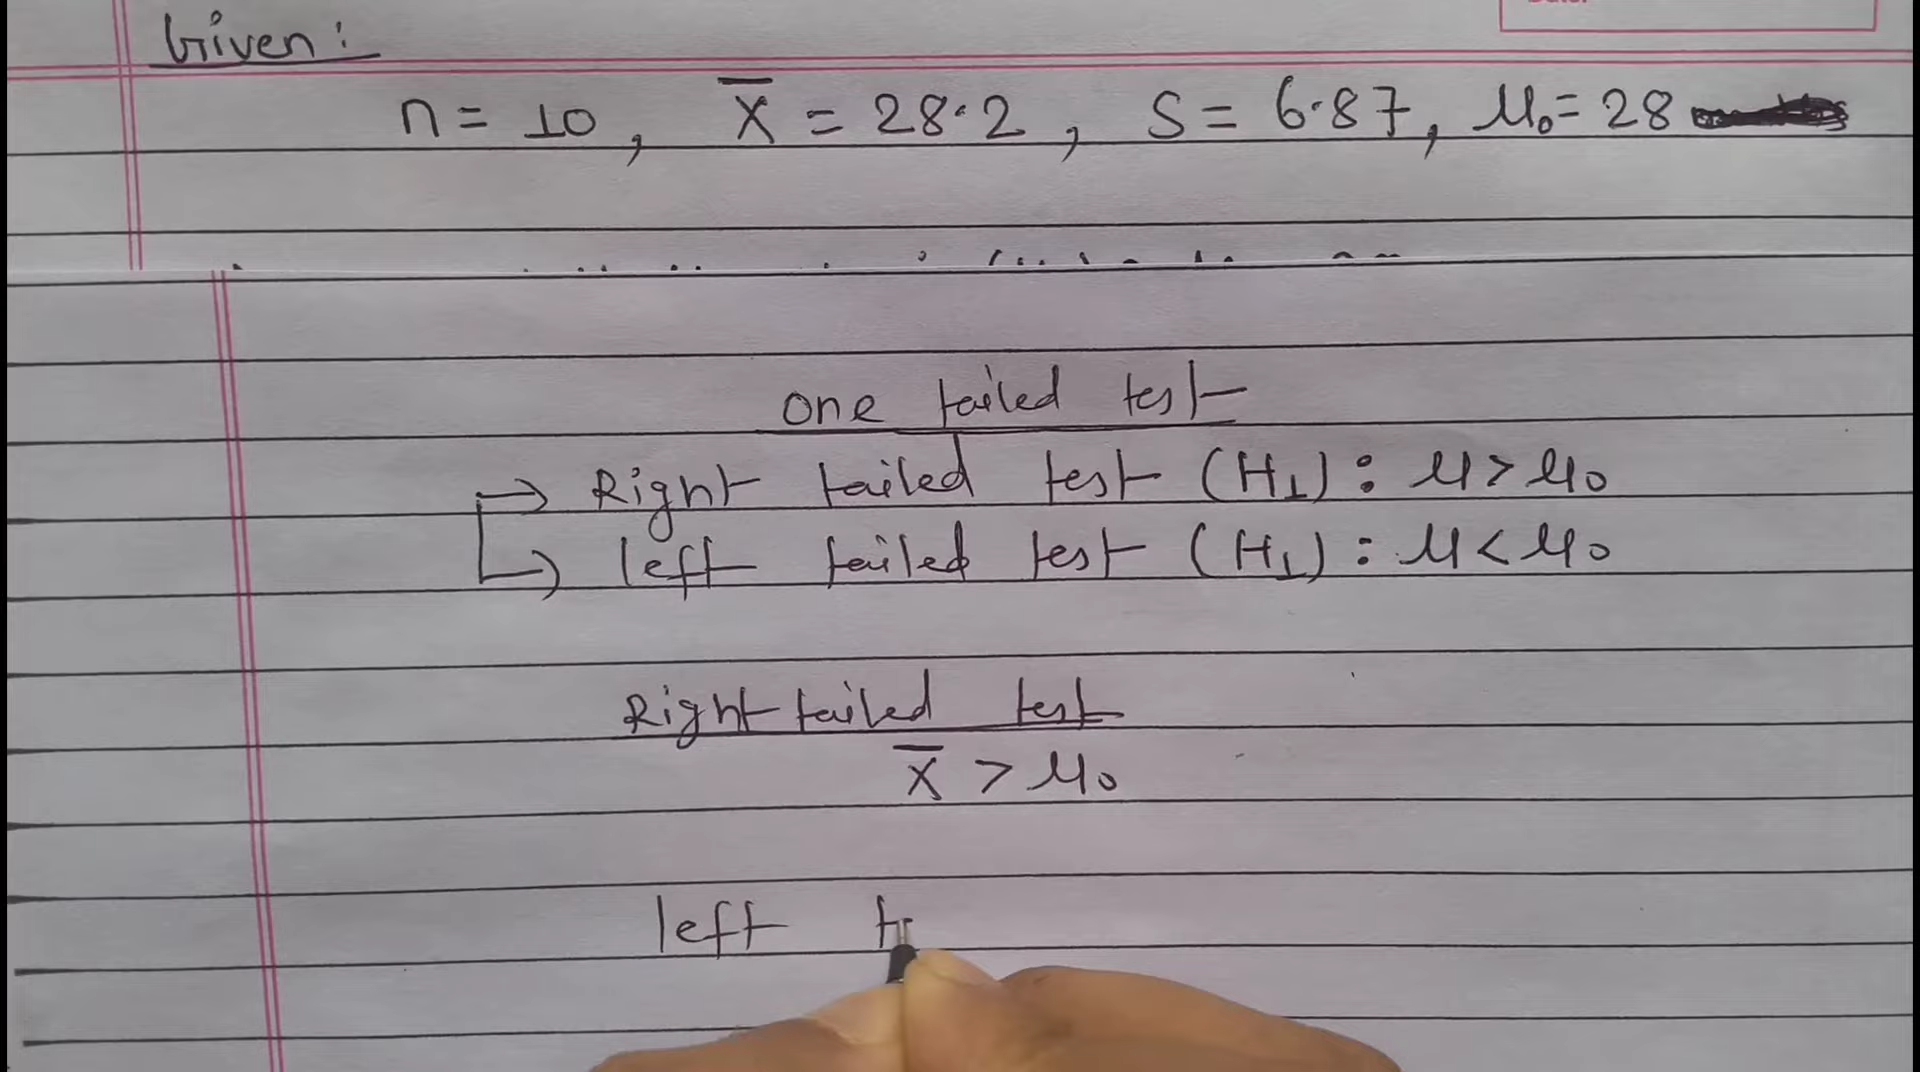 Given:
n = 10, X̄ = 28.2, S = 6.87, μ₀ = 28
one tailed test
→ Right tailed test (H₁) : μ > μ₀
→ left tailed test (H₁) : μ < μ₀
Right tailed test
X̄ > μ₀
left t